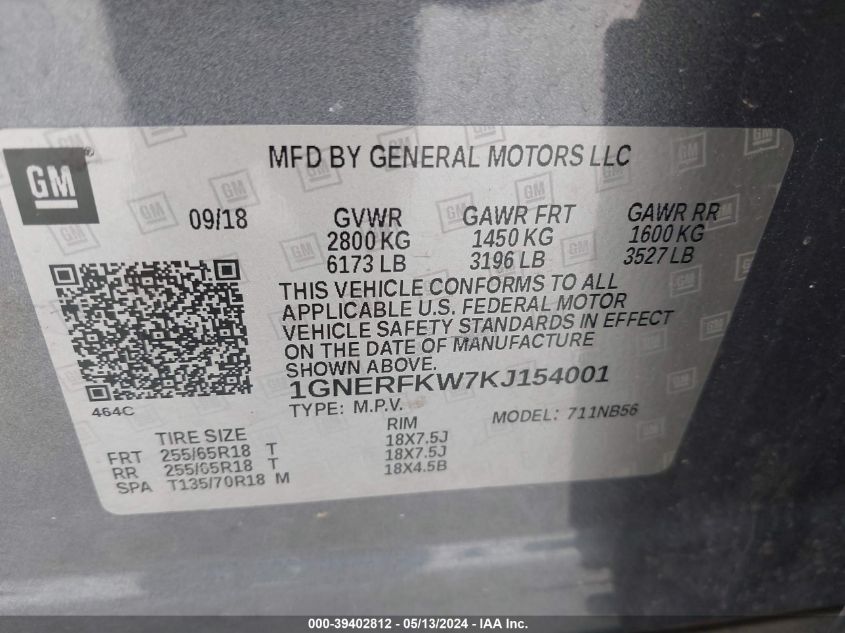 GM
MFD BY GENERAL MOTORS LLC
09/18 GVWR GAWR FRT GAWR RR
2800 KG 1450 KG 1600 KG
6173 LB 3196 LB 3527 LB
THIS VEHICLE CONFORMS TO ALL
APPLICABLE U.S. FEDERAL MOTOR
VEHICLE SAFETY STANDARDS IN EFFECT
ON THE DATE OF MANUFACTURE
SHOWN ABOVE.
1GNERFKW7KJ154001
464C
TYPE: M.P.V. MODEL: 711NB56
TIRE SIZE RIM
FRT 255/65R18 T 18X7.5J
RR 255/65R18 T 18X7.5J
SPA T135/70R18 M 18X4.5B
000-39402812 - 05/13/2024 - IAA Inc.